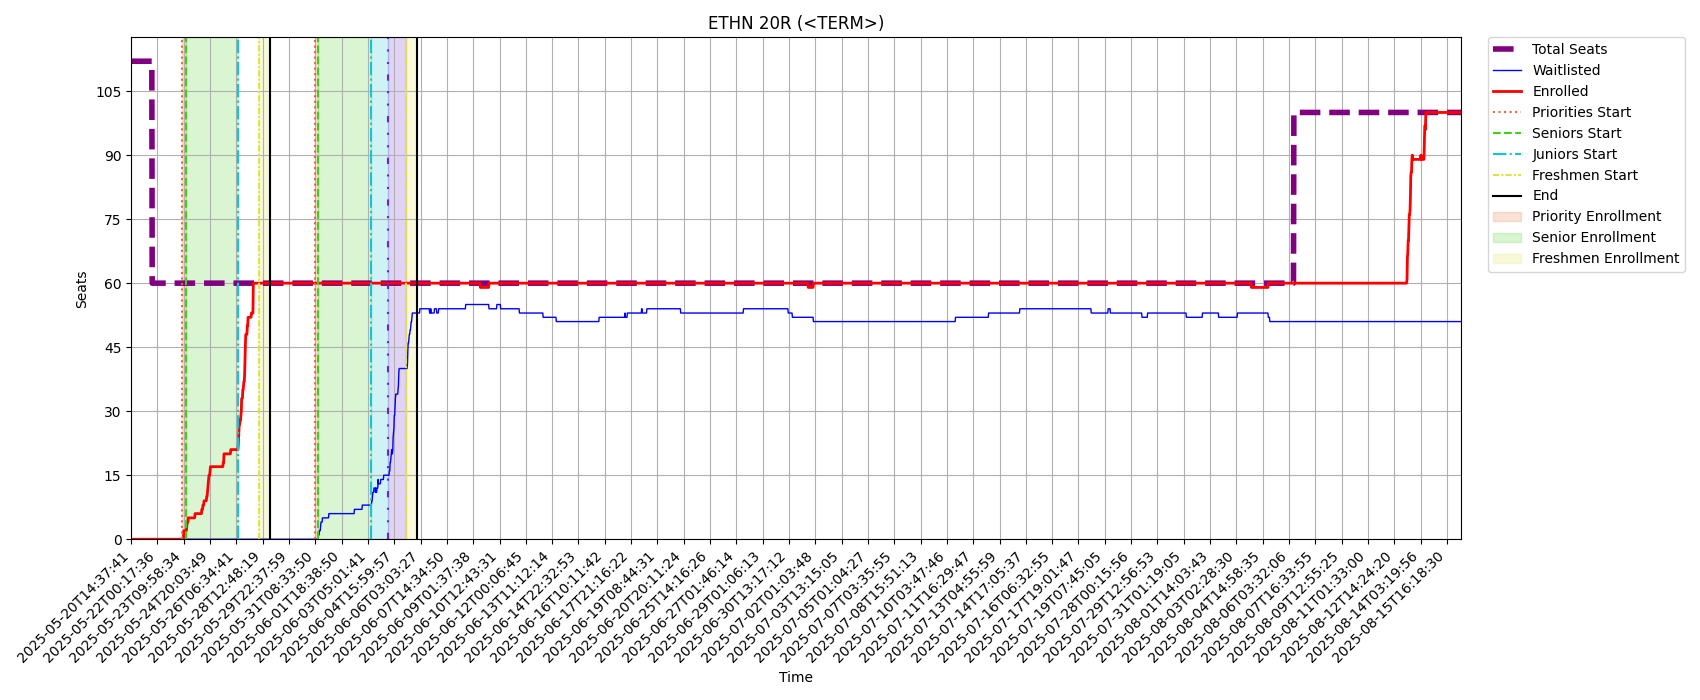 ETHN 20R (<TERM>)
Seats
105
90
75
60
45
30
15
0
2025-05-20T14:37:41
2025-05-22T00:17:36
2025-05-23T09:58:34
2025-05-24T20:03:49
2025-05-26T06:34:41
2025-05-28T12:48:19
2025-05-29T22:37:59
2025-05-31T08:33:50
2025-06-01T18:38:50
2025-06-03T05:01:41
2025-06-04T15:59:57
2025-06-06T03:03:27
2025-06-07T14:34:50
2025-06-10T01:37:38
2025-06-10T12:43:31
2025-06-12T00:06:45
2025-06-13T11:12:14
2025-06-14T22:32:53
2025-06-16T10:11:42
2025-06-17T21:16:22
2025-06-19T08:44:31
2025-06-20T20:11:24
2025-06-25T14:16:26
2025-06-27T01:46:14
2025-06-29T01:06:13
2025-06-30T13:17:12
2025-07-02T01:03:48
2025-07-03T13:15:05
2025-07-05T01:04:27
2025-07-07T03:35:55
2025-07-08T15:51:13
2025-07-10T03:47:46
2025-07-11T16:29:47
2025-07-13T04:55:59
2025-07-14T17:05:37
2025-07-16T06:32:55
2025-07-17T19:01:47
2025-07-19T07:45:05
2025-07-28T00:15:56
2025-07-29T12:56:53
2025-07-31T01:19:05
2025-08-01T14:03:43
2025-08-03T02:28:30
2025-08-04T14:58:35
2025-08-06T03:32:06
2025-08-07T16:33:55
2025-08-09T12:55:25
2025-08-11T01:33:00
2025-08-12T14:24:20
2025-08-14T03:19:56
2025-08-15T16:18:30
Time
Total Seats
Waitlisted
Enrolled
Priorities Start
Seniors Start
Juniors Start
Freshmen Start
End
Priority Enrollment
Senior Enrollment
Freshmen Enrollment